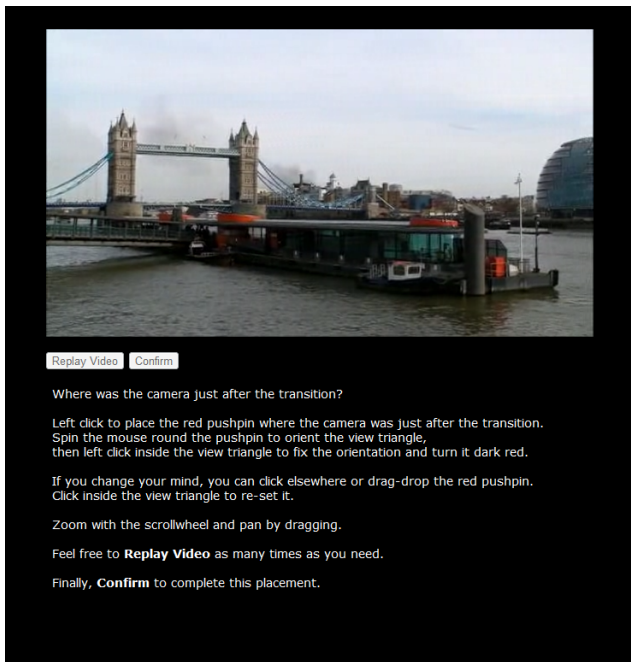 Replay Video Confirm
Where was the camera just after the transition?
Left click to place the red pushpin where the camera was just after the transition.
Spin the mouse round the pushpin to orient the view triangle,
then left click inside the view triangle to fix the orientation and turn it dark red.
If you change your mind, you can click elsewhere or drag-drop the red pushpin.
Click inside the view triangle to re-set it.
Zoom with the scrollwheel and pan by dragging.
Feel free to Replay Video as many times as you need.
Finally, Confirm to complete this placement.